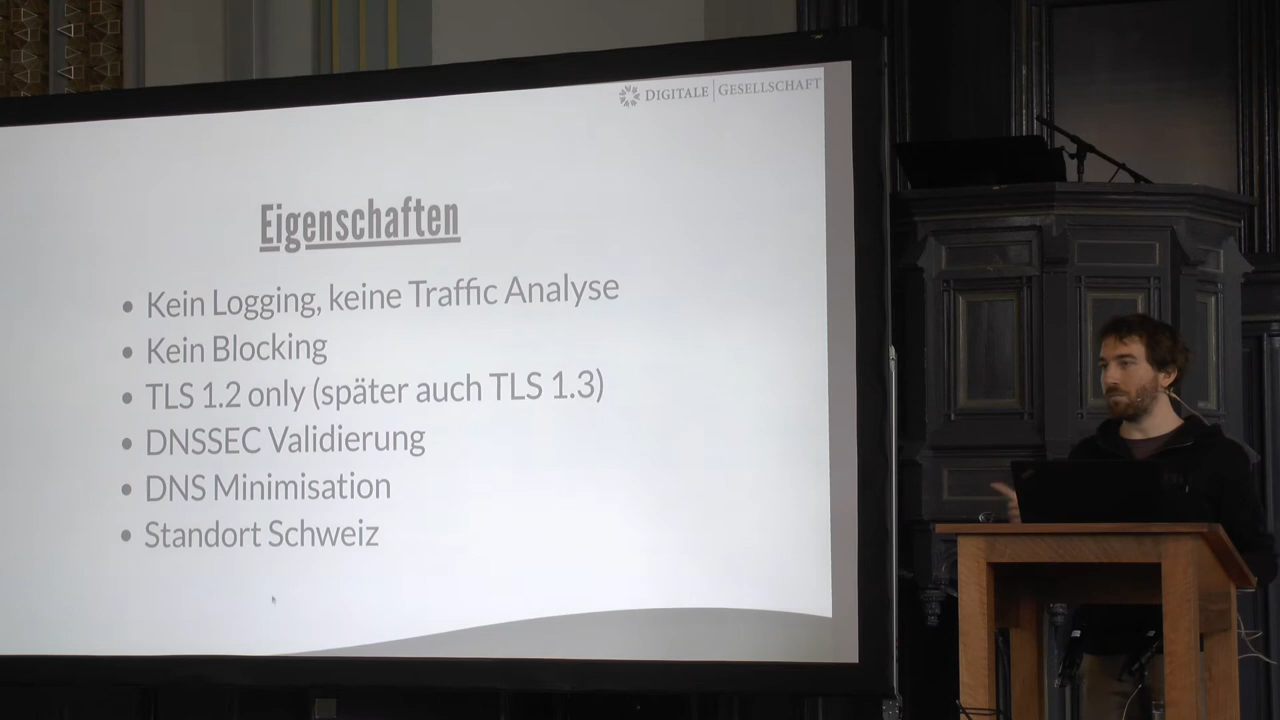 DIGITALE | GESELLSCHAFT
Eigenschaften
• Kein Logging, keine Traffic Analyse
• Kein Blocking
• TLS 1.2 only (später auch TLS 1.3)
• DNSSEC Validierung
• DNS Minimisation
• Standort Schweiz